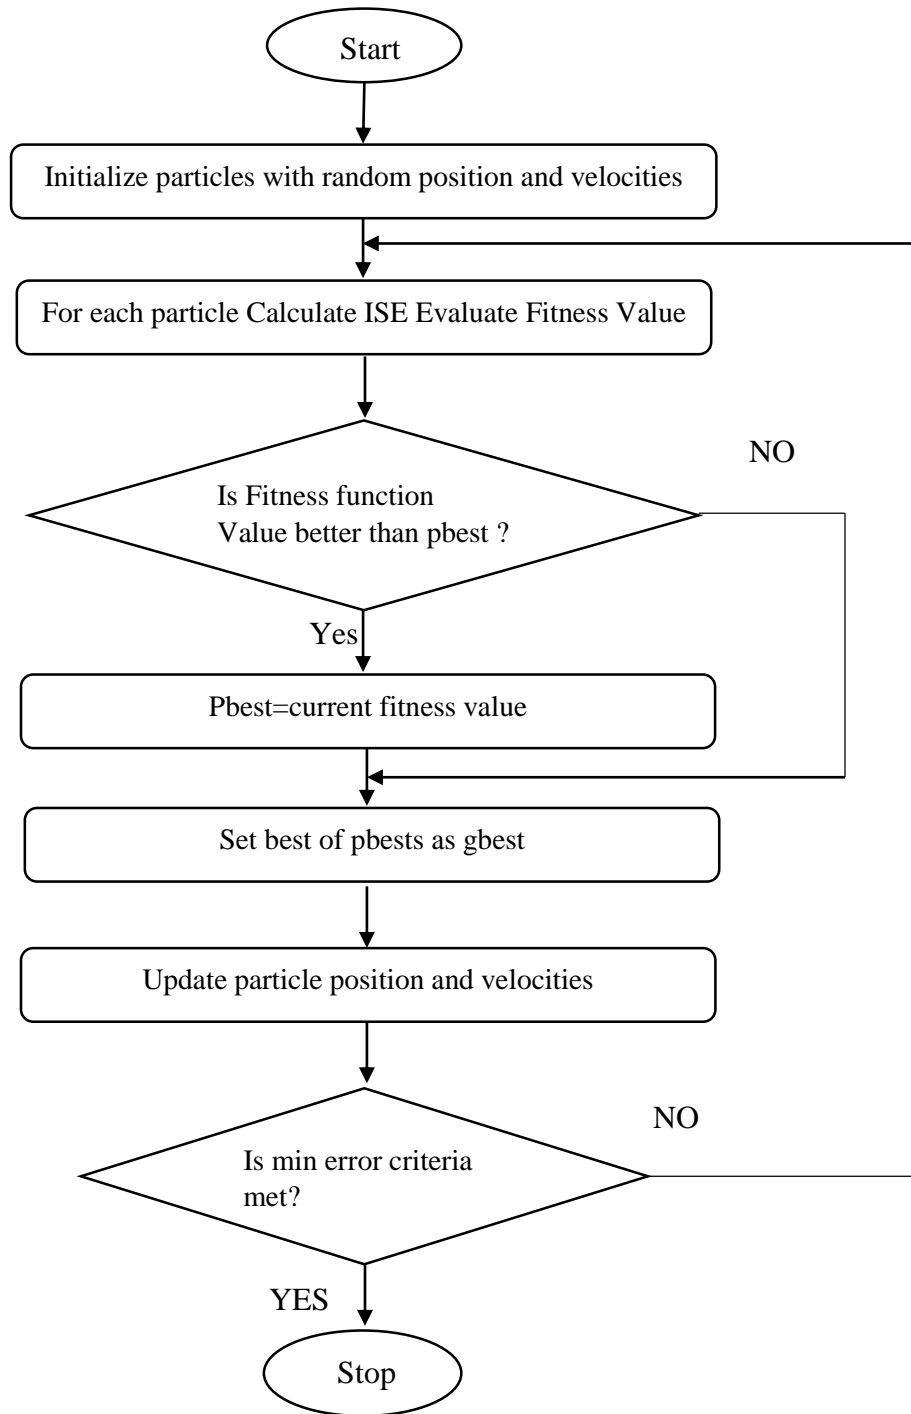 Start
Initialize particles with random position and velocities
For each particle Calculate ISE Evaluate Fitness Value
NO
Is Fitness function
Value better than pbest ?
Yes
Pbest=current fitness value
Set best of pbests as gbest
Update particle position and velocities
NO
Is min error criteria
met?
YES
Stop